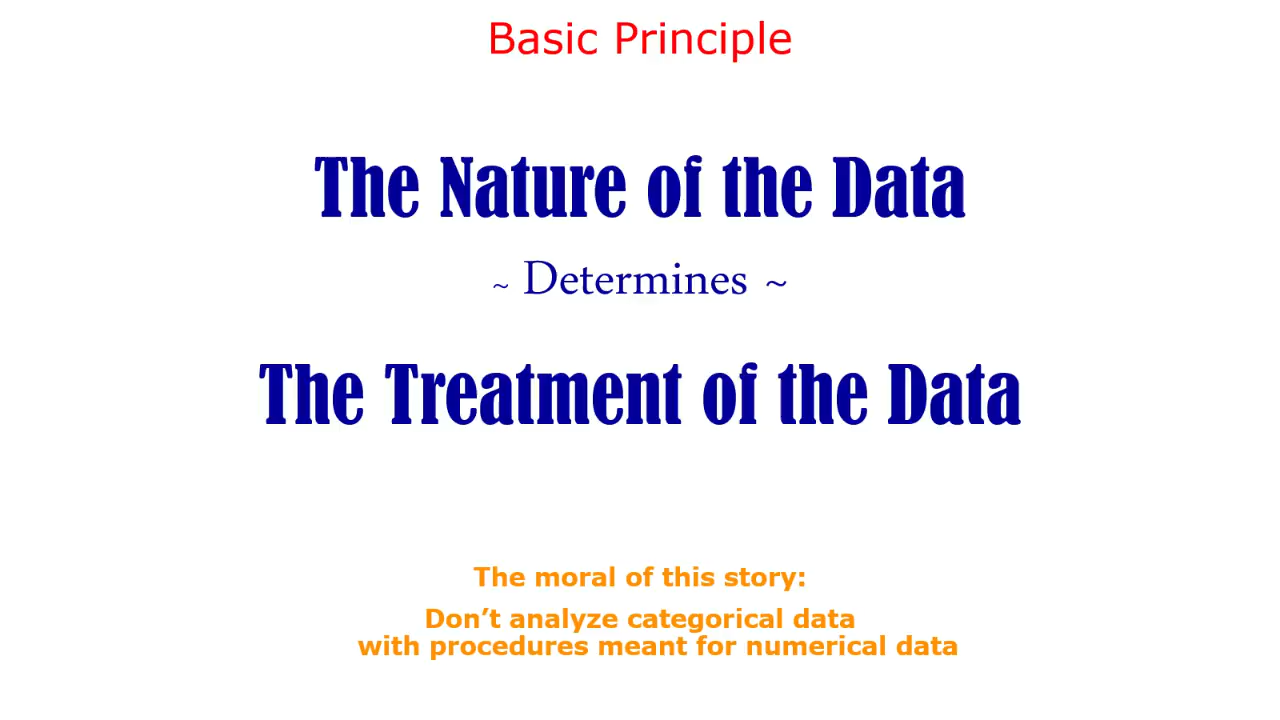 Basic Principle
The Nature of the Data
~ Determines ~
The Treatment of the Data
The moral of this story:
Don’t analyze categorical data
with procedures meant for numerical data